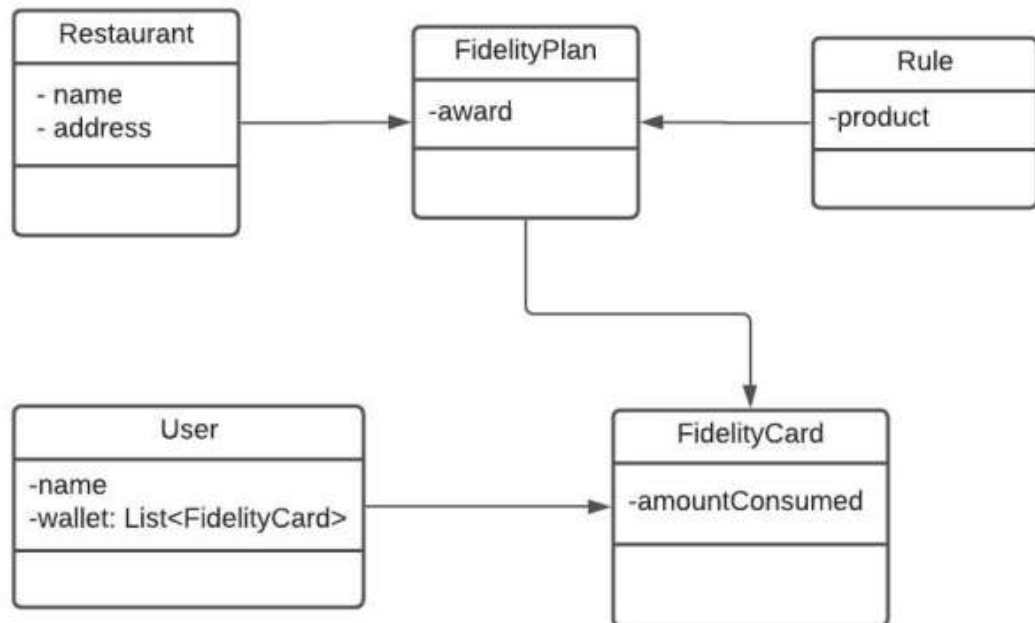 Restaurant
- name
- address
FidelityPlan
-award
Rule
-product
User
-name
-wallet: List<FidelityCard>
FidelityCard
-amountConsumed